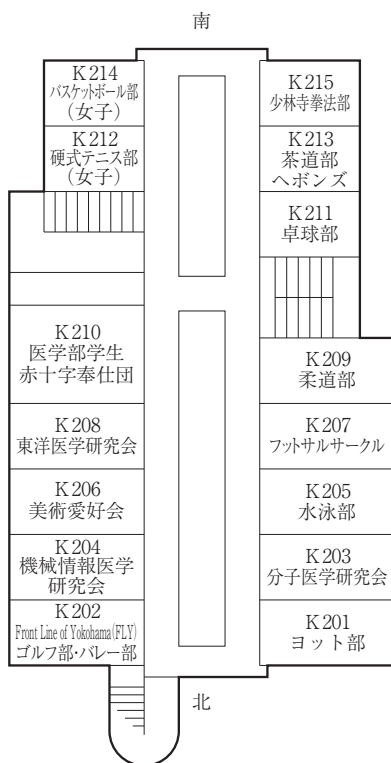 南
K214
バスケットボール部
(女子)
K212
硬式テニス部
(女子)
K210
医学部学生
赤十字奉仕団
K208
東洋医学研究会
K206
美術愛好会
K204
機械情報医学
研究会
K202
Front Line of Yokohama(FLY)
ゴルフ部・バレー部
K215
少林寺拳法部
K213
茶道部
ヘボンズ
K211
卓球部
K209
柔道部
K207
フットサルサークル
K205
水泳部
K203
分子医学研究会
K201
ヨット部
北